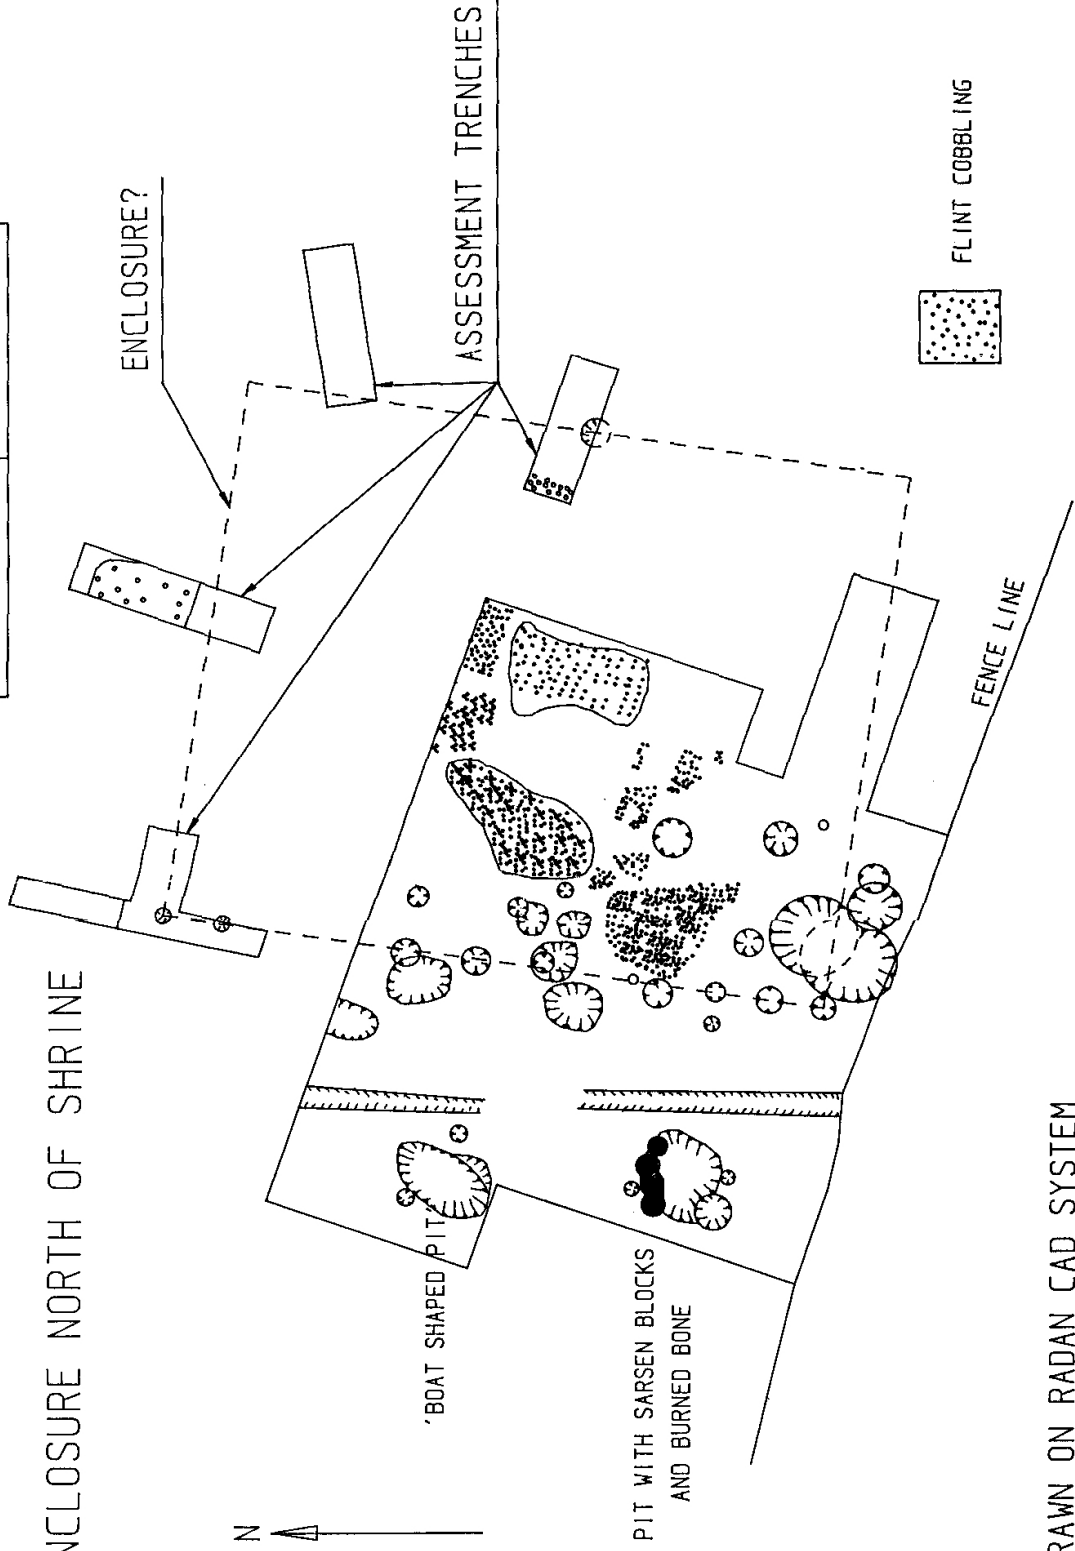 NCLOSURE NORTH OF SHRINE
ENCLOSURE?
ASSESSMENT TRENCHES
N
'BOAT SHAPED PIT'
PIT WITH SARSEN BLOCKS
AND BURNED BONE
FENCE LINE
FLINT COBBLING
RAWN ON RADAN CAD SYSTEM